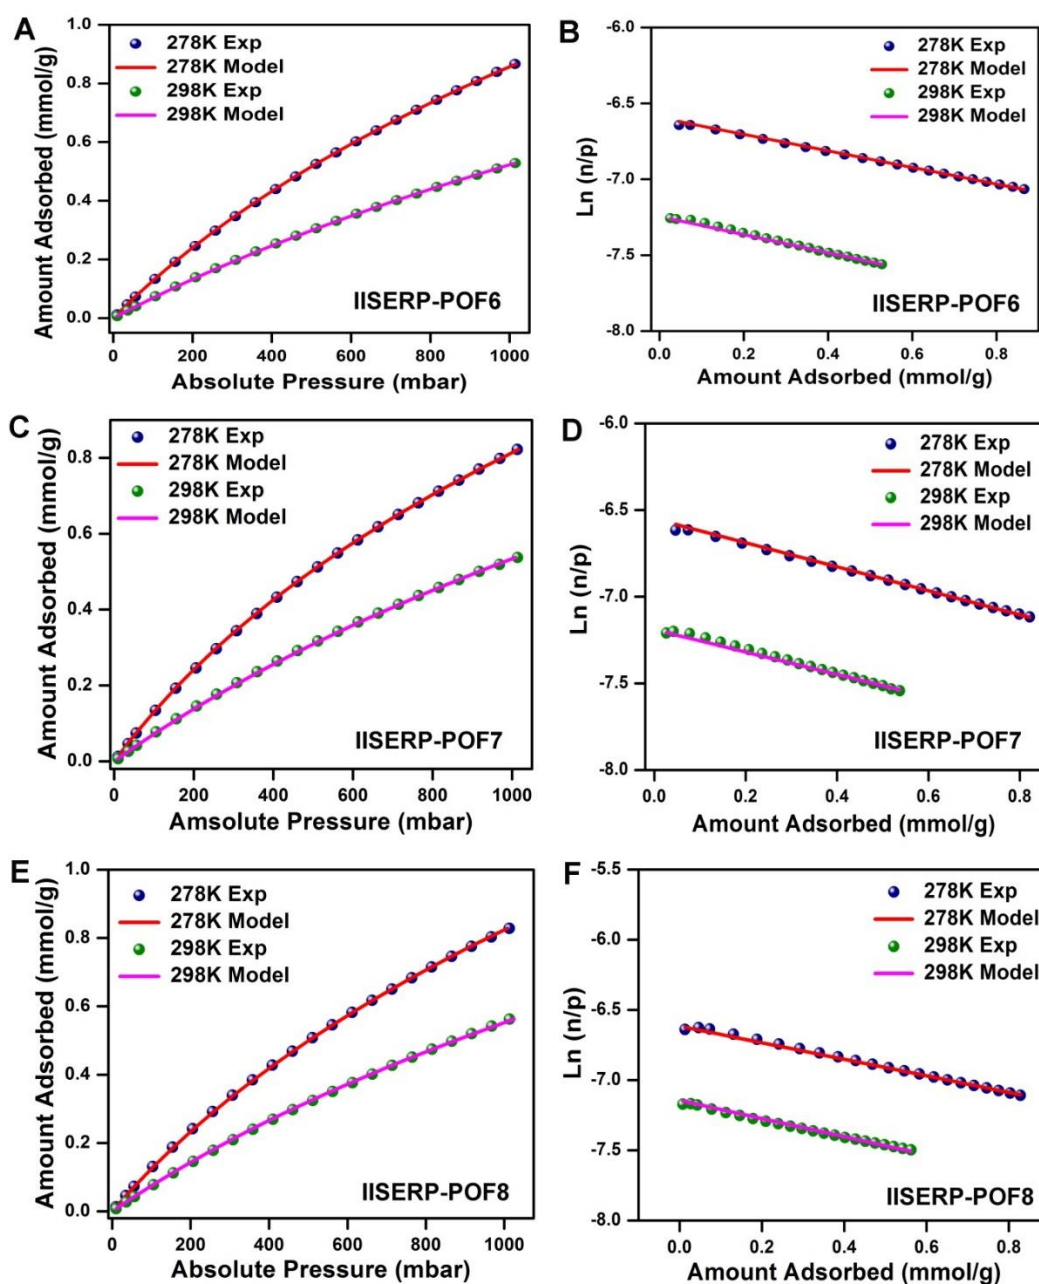 A
1.0
0.8
0.6
0.4
0.2
0.0
Amount Adsorbed (mmol/g)
278K Exp
278K Model
298K Exp
298K Model
IISERP-POF6
0 200 400 600 800 1000
Absolute Pressure (mbar)
B
-6.0
-6.5
-7.0
-7.5
-8.0
Ln (n/p)
278K Exp
278K Model
298K Exp
298K Model
IISERP-POF6
0.0 0.2 0.4 0.6 0.8
Amount Adsorbed (mmol/g)
C
0.8
0.6
0.4
0.2
0.0
Amount Adsorbed (mmol/g)
278K Exp
278K Model
298K Exp
298K Model
IISERP-POF7
0 200 400 600 800 1000
Amsolute Pressure (mbar)
D
-6.0
-6.5
-7.0
-7.5
-8.0
Ln (n/p)
278K Exp
278K Model
298K Exp
298K Model
IISERP-POF7
0.0 0.2 0.4 0.6 0.8
Amount Adsorbed (mmol/g)
E
1.0
0.8
0.6
0.4
0.2
0.0
Amount Adsorbed (mmol/g)
278K Exp
278K Model
298K Exp
298K Model
IISERP-POF8
0 200 400 600 800 1000
Absolute Pressure (mbar)
F
-5.5
-6.0
-6.5
-7.0
-7.5
-8.0
Ln (n/p)
278K Exp
278K Model
298K Exp
298K Model
IISERP-POF8
0.0 0.2 0.4 0.6 0.8
Amount Adsorbed (mmol/g)